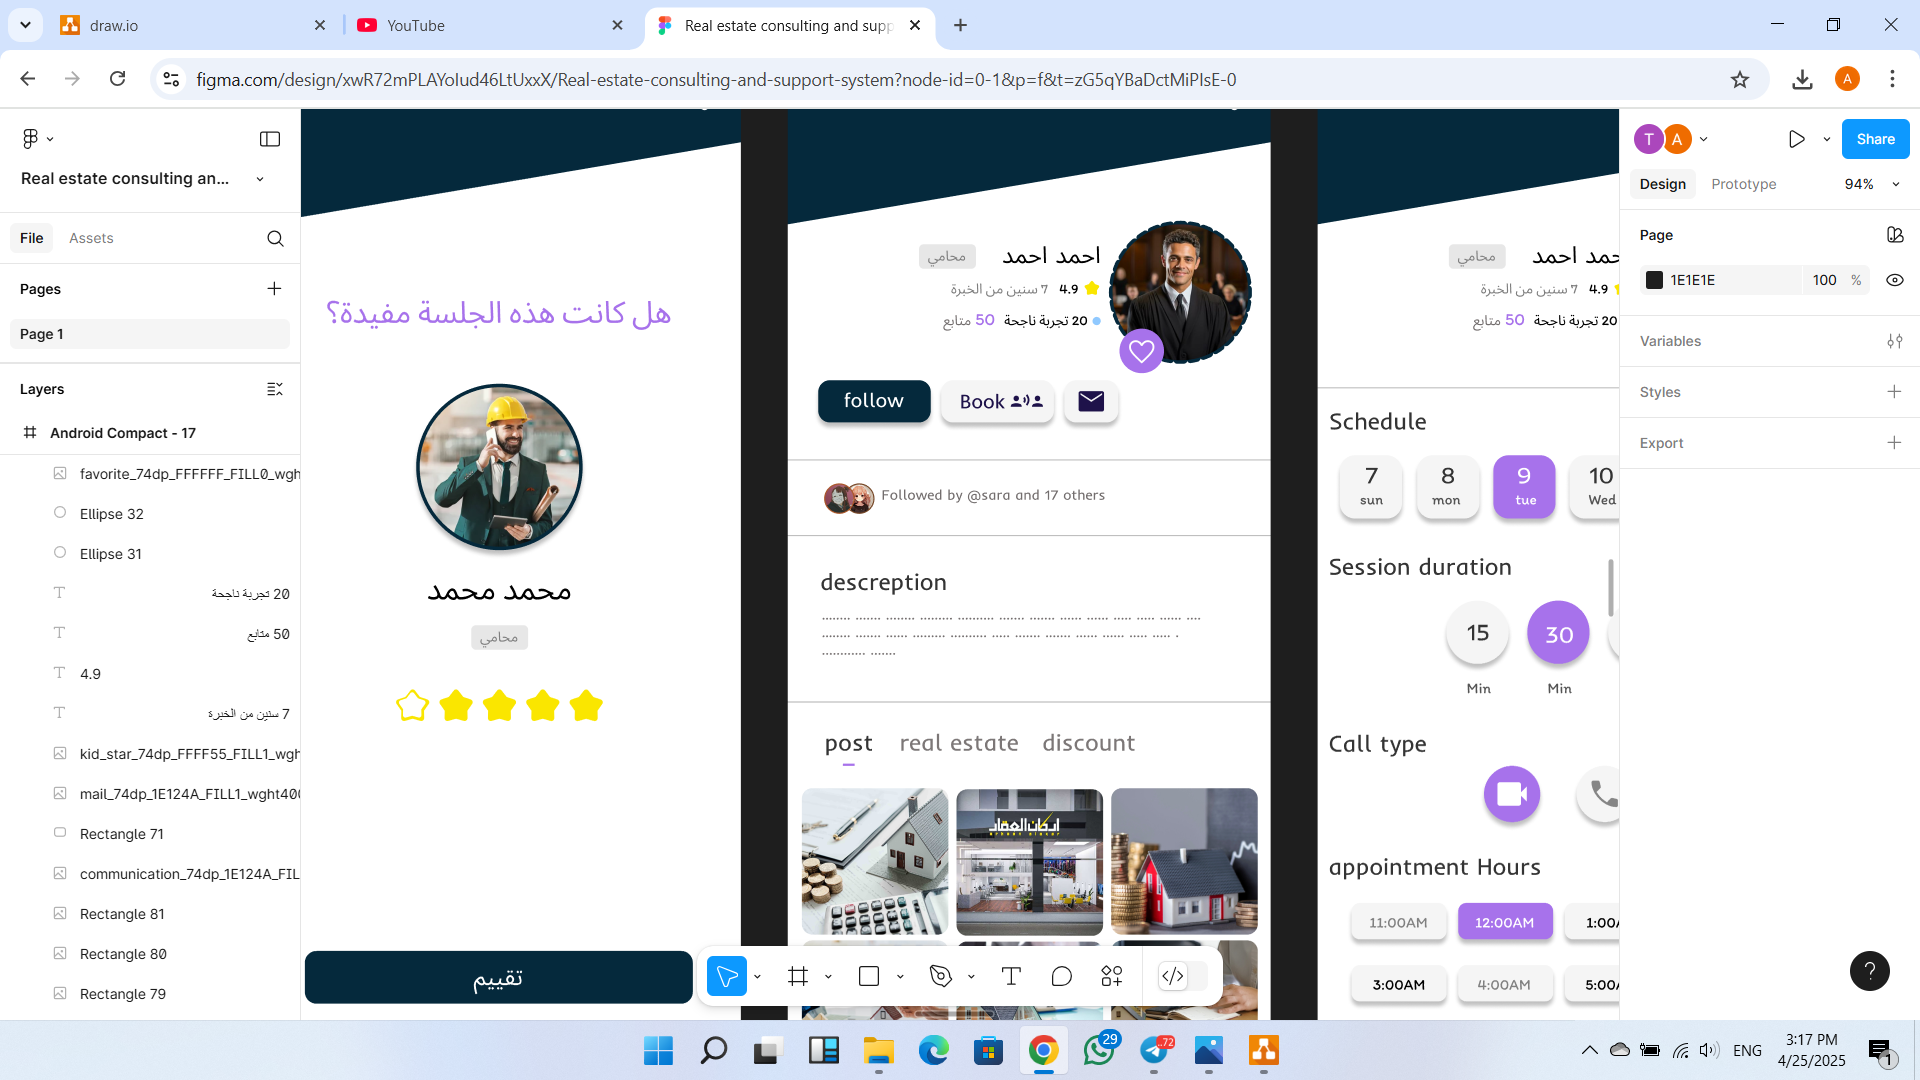 draw.io
YouTube
Real estate consulting and supp
figma.com/design/xwR72mPLAYoIud46LtUxxX/Real-estate-consulting-and-support-system?node-id=0-1&p=f&t=zG5qYBaDctMiPIsE-0
A
Real estate consulting an...
File
Assets
Pages
Page 1
Layers
Android Compact - 17
favorite_74dp_FFFFFF_FILL0_wgh
Ellipse 32
Ellipse 31
20 تجربة ناجحة
50 متابع
4.9
7 سنين من الخبرة
kid_star_74dp_FFFF55_FILL1_wgh
mail_74dp_1E124A_FILL1_wght400
Rectangle 71
communication_74dp_1E124A_FIL
Rectangle 81
Rectangle 80
Rectangle 79
هل كانت هذه الجلسة مفيدة؟
محمد محمد
محامي
تقييم
احمد احمد
محامي
4.9
7 سنين من الخبرة
20 تجربة ناجحة
50 متابع
follow
Book
Followed by @sara and 17 others
descreption
post
real estate
discount
محامي
4.9
7 سنين من الخبرة
20 تجربة ناجحة
50 متابع
Schedule
7
sun
8
mon
9
tue
10
Wed
Session duration
15
30
Min
Min
Call type
appointment Hours
11:00AM
12:00AM
3:00AM
4:00AM
T
A
Share
Design
Prototype
94%
Page
1E1E1E
100
%
Variables
Styles
Export
?
29
..72
ENG
3:17 PM
4/25/2025
1